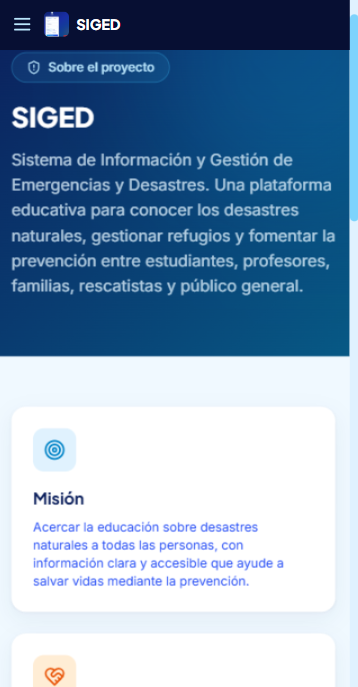 SIGED
Sobre el proyecto
SIGED
Sistema de Información y Gestión de
Emergencias y Desastres. Una plataforma
educativa para conocer los desastres
naturales, gestionar refugios y fomentar la
prevención entre estudiantes, profesores,
familias, rescatistas y público general.
Misión
Acercar la educación sobre desastres
naturales a todas las personas, con
información clara y accesible que ayude a
salvar vidas mediante la prevención.